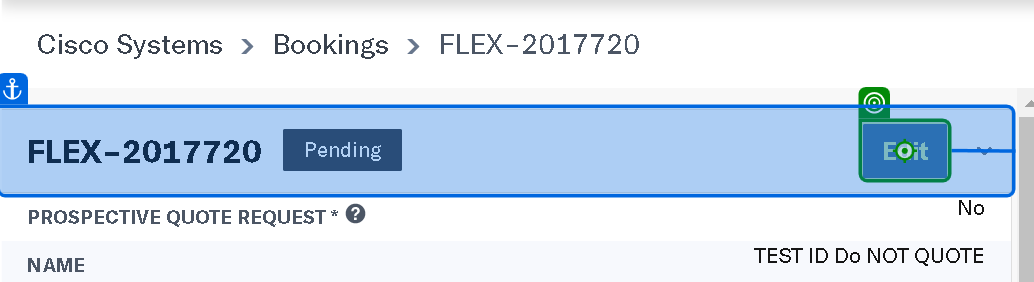 Cisco Systems > Bookings > FLEX-2017720
FLEX-2017720 Pending Edit
PROSPECTIVE QUOTE REQUEST * ? No
NAME TEST ID Do NOT QUOTE